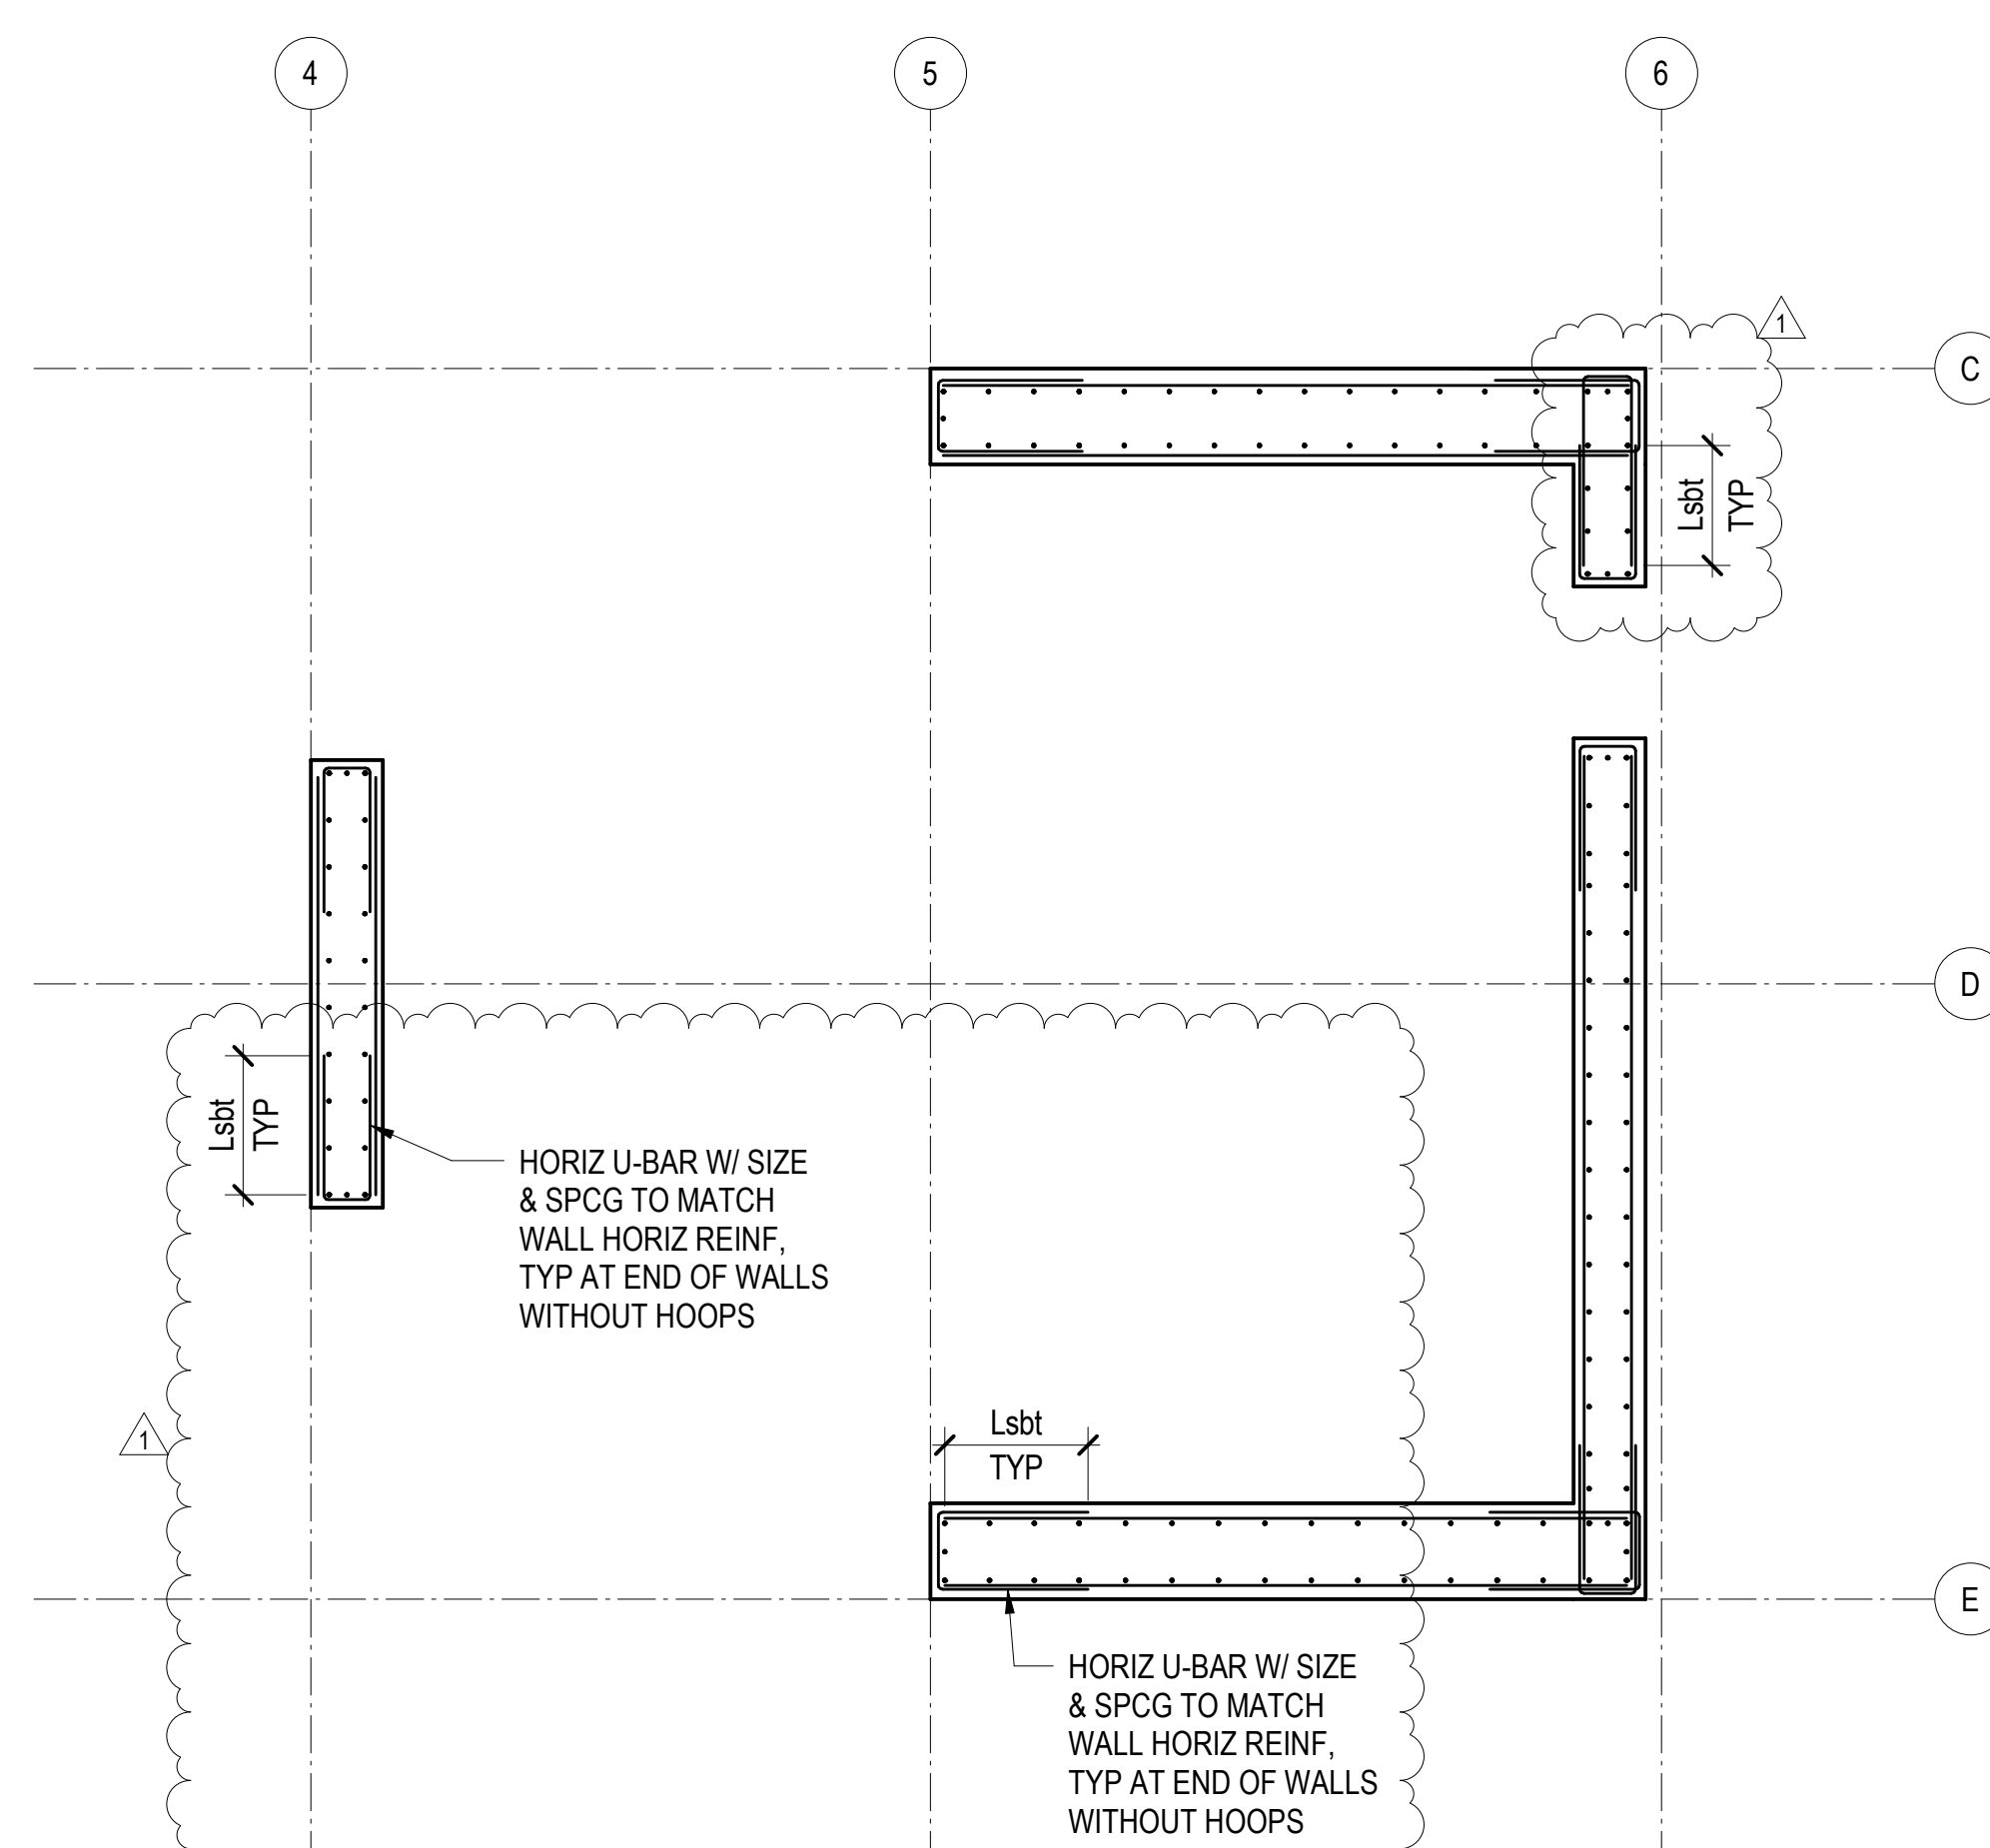 4
5
6
1
C
Lsbt
TYP
D
Lsbt
TYP
HORIZ U-BAR W/ SIZE
& SPCG TO MATCH
WALL HORIZ REINF,
TYP AT END OF WALLS
WITHOUT HOOPS
1
Lsbt
TYP
E
HORIZ U-BAR W/ SIZE
& SPCG TO MATCH
WALL HORIZ REINF,
TYP AT END OF WALLS
WITHOUT HOOPS